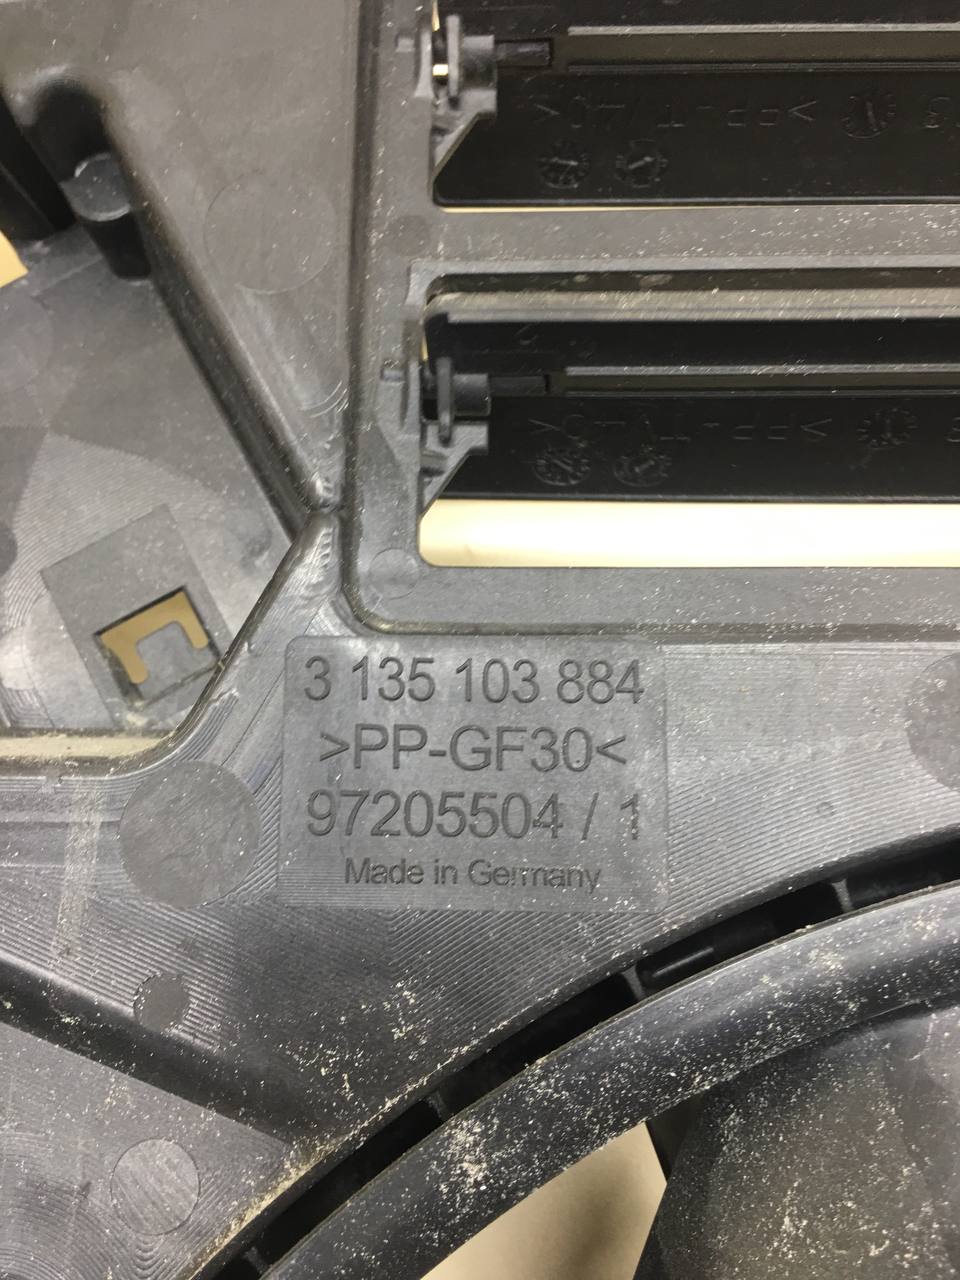 3 135 103 884
>PP-GF30<
97205504 / 1
Made in Germany